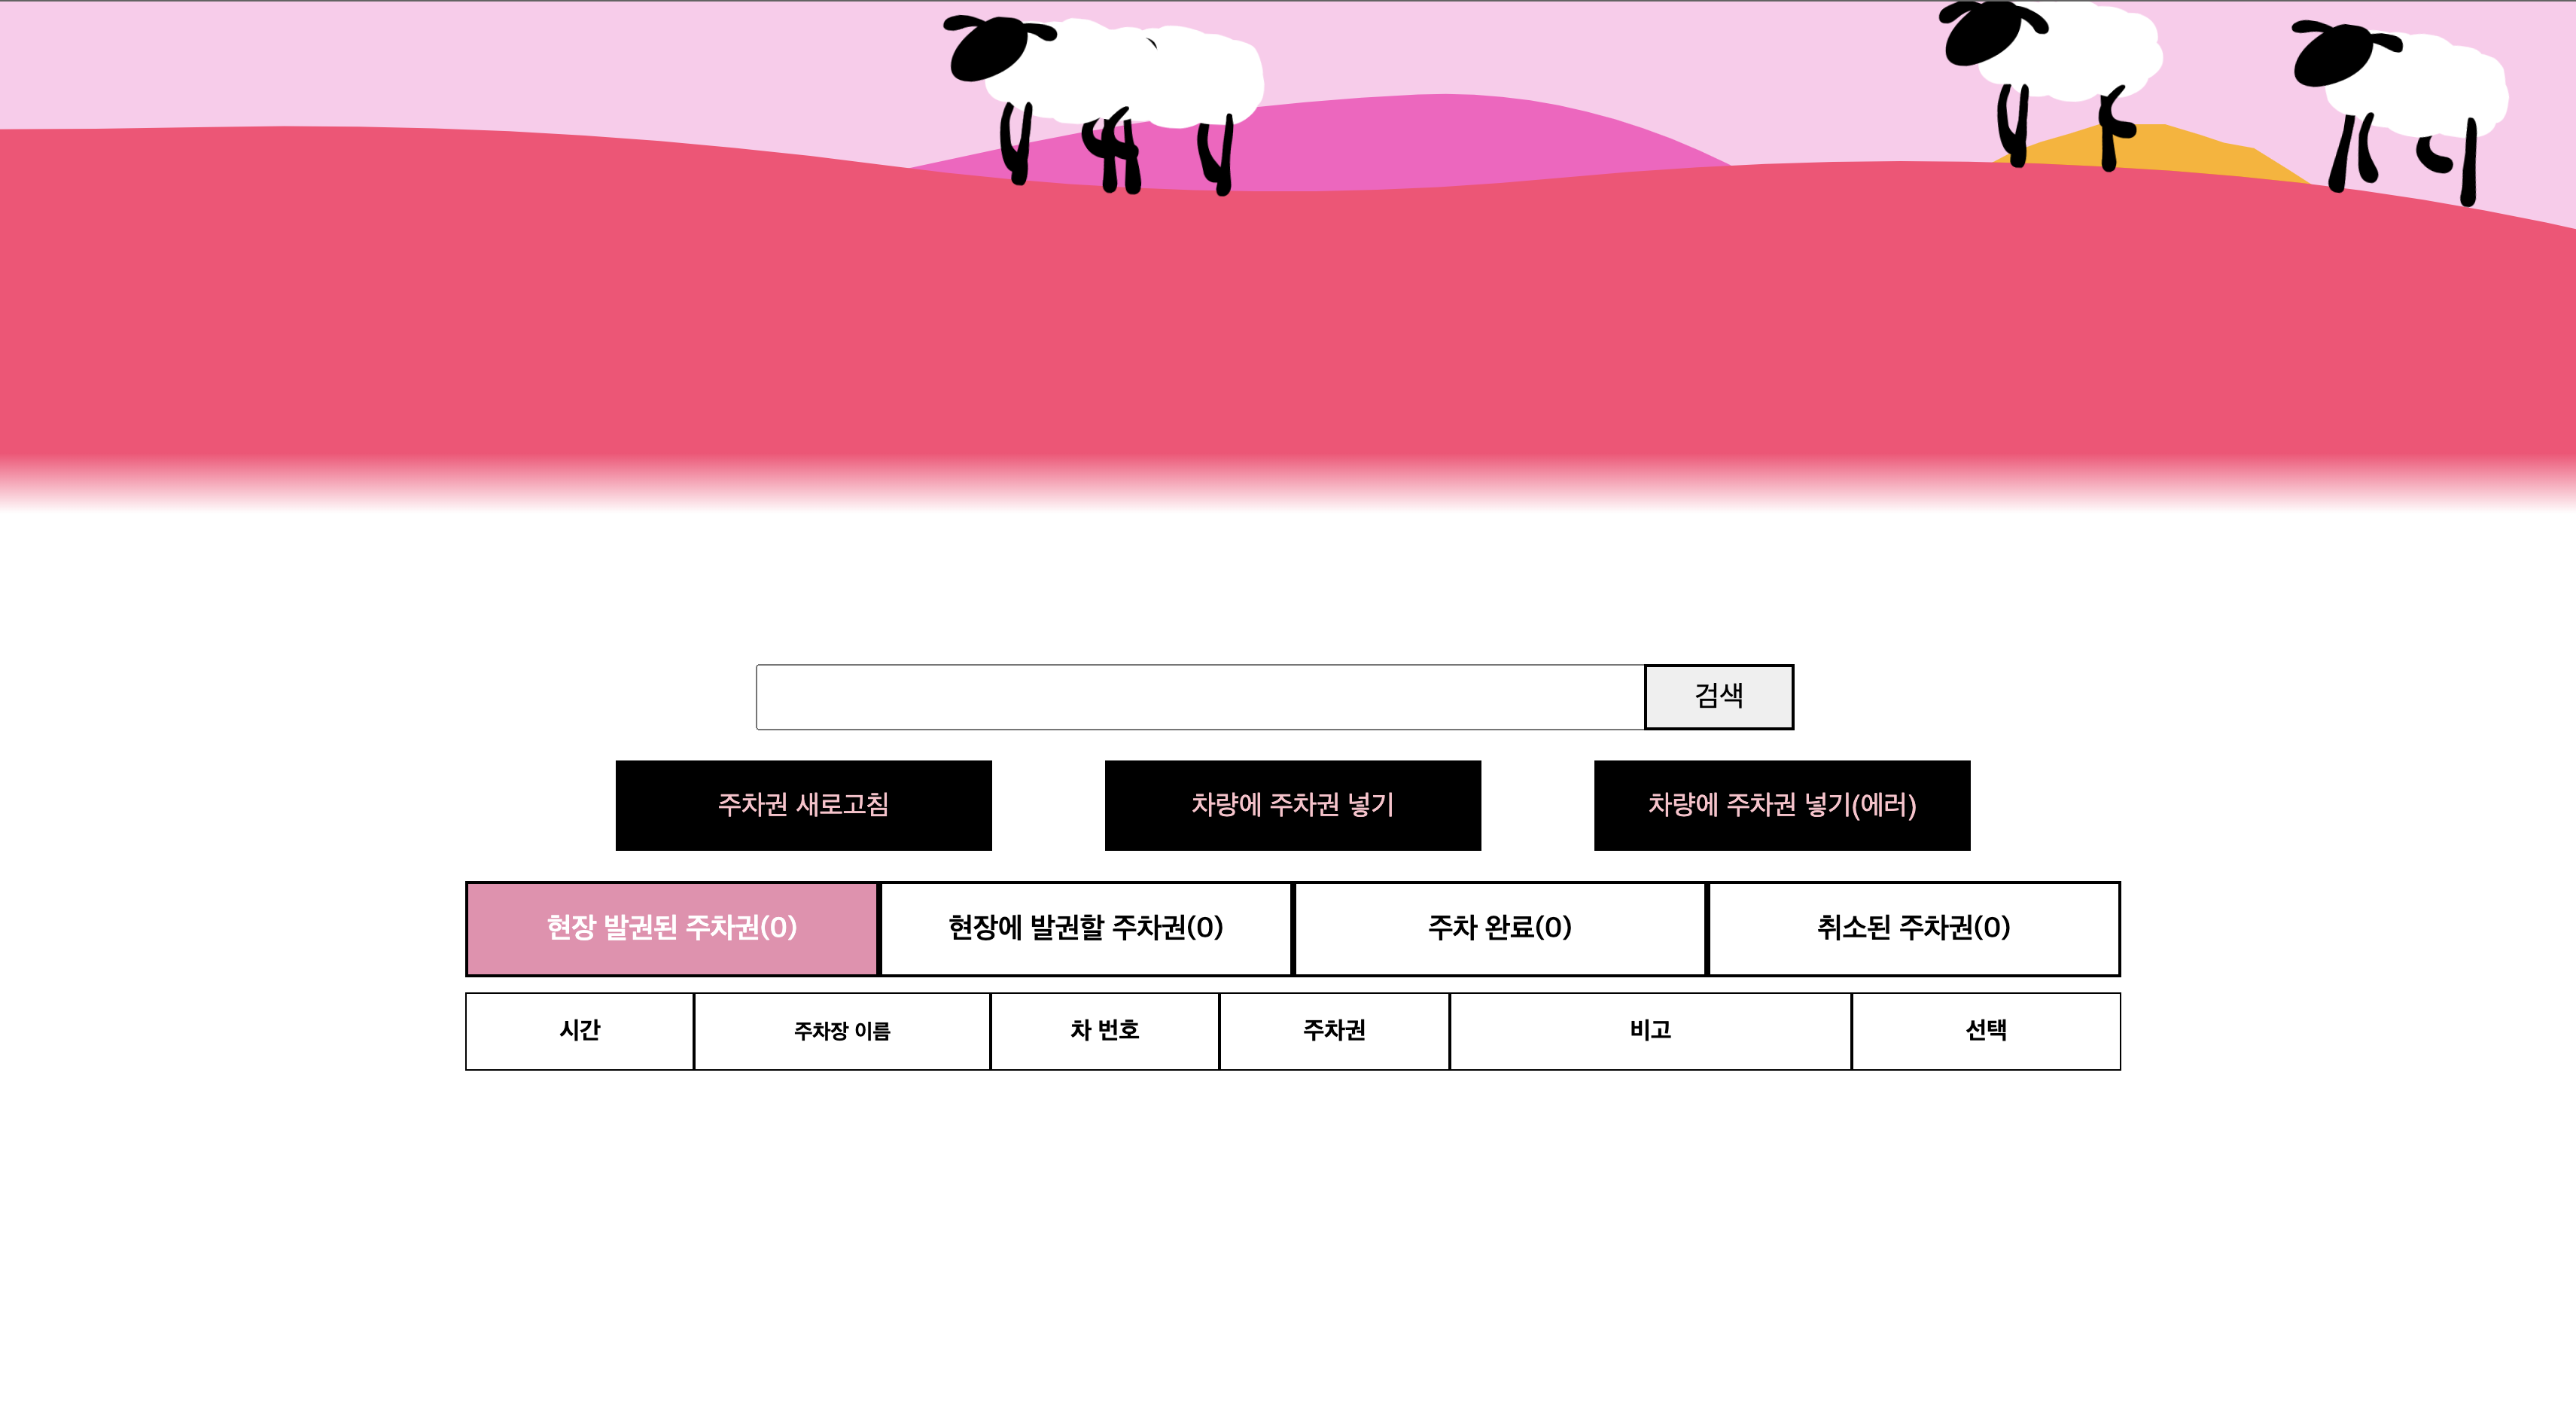 검색
주차권 새로고침 차량에 주차권 넣기 차량에 주차권 넣기(에러)
현장 발권된 주차권(0) 현장에 발권할 주차권(0) 주차 완료(0) 취소된 주차권(0)
시간 주차장 이름 차 번호 주차권 비고 선택